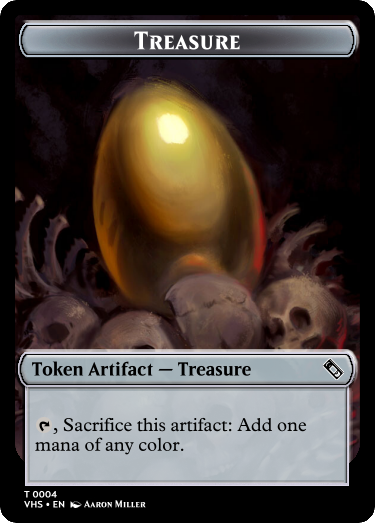 TREASURE
Token Artifact — Treasure
, Sacrifice this artifact: Add one
mana of any color.
T 0004
VHS • EN AARON MILLER